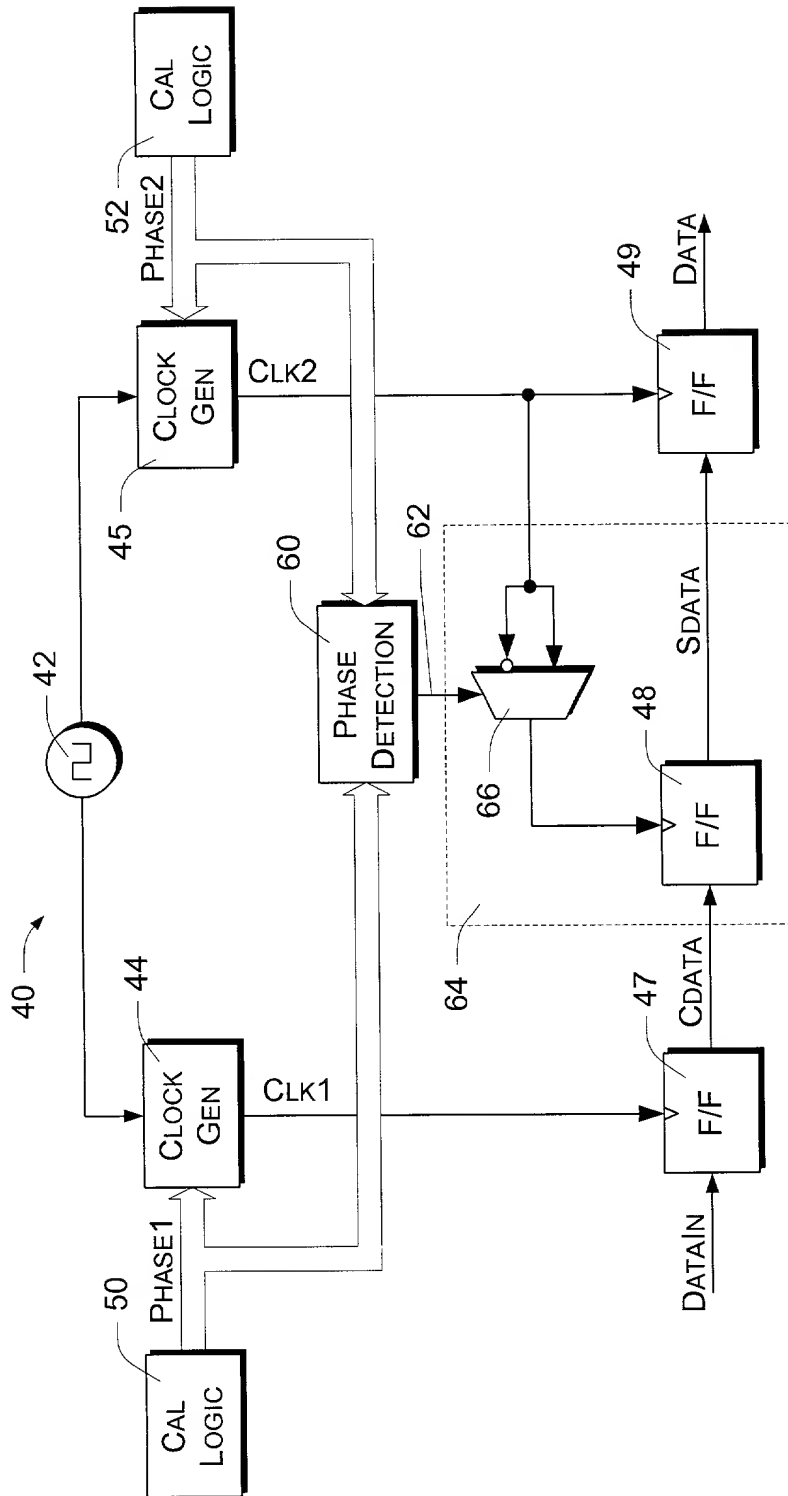 40
42
50
CAL
LOGIC
PHASE1
44
CLOCK
GEN
CLK1
45
CLOCK
GEN
CLK2
PHASE2
52
CAL
LOGIC
60
PHASE
DETECTION
62
64
66
DATAIN
47
F/F
CDATA
48
F/F
SDATA
49
F/F
DATA